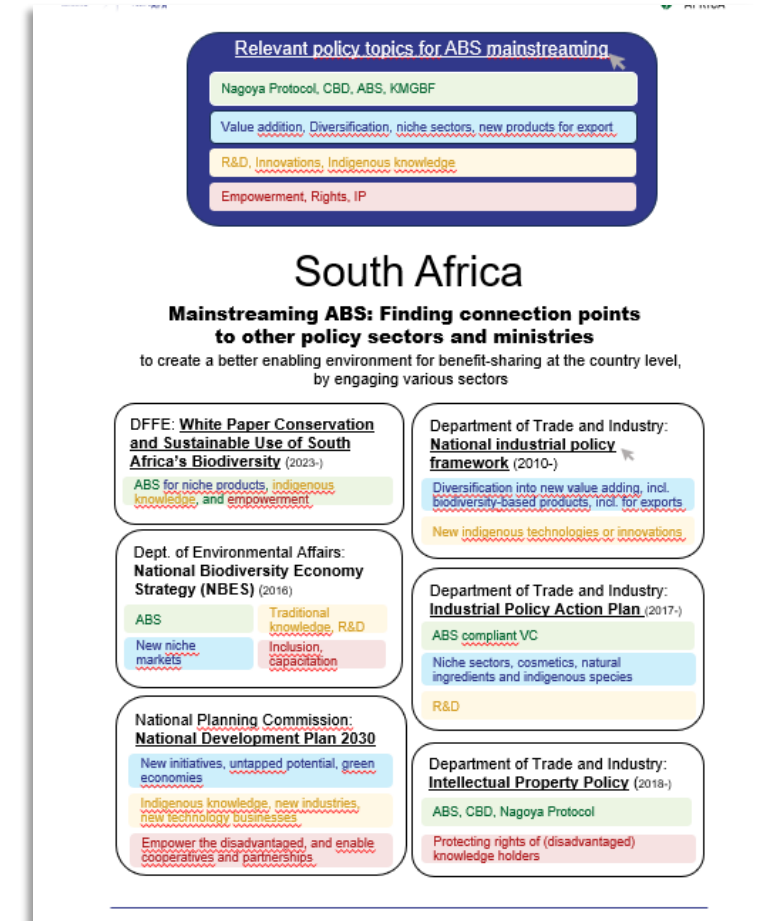 AFRICA
Relevant policy topics for ABS mainstreaming
Nagoya Protocol, CBD, ABS, KMGBF
Value addition, Diversification, niche sectors, new products for export
R&D, Innovations, Indigenous knowledge
Empowerment, Rights, IP
South Africa
Mainstreaming ABS: Finding connection points
to other policy sectors and ministries
to create a better enabling environment for benefit-sharing at the country level,
by engaging various sectors
DFFE: White Paper Conservation
and Sustainable Use of South
Africa's Biodiversity (2023-)
ABS for niche products, indigenous
knowledge, and empowerment
Dept. of Environmental Affairs:
National Biodiversity Economy
Strategy (NBES) (2016)
ABS
Traditional
knowledge, R&D
New niche
markets
Inclusion,
capacitation
National Planning Commission:
National Development Plan 2030
New initiatives, untapped potential, green
economies
Indigenous knowledge, new industries,
new technology businesses
Empower the disadvantaged, and enable
cooperatives and partnerships
Department of Trade and Industry:
National industrial policy
framework (2010-)
Diversification into new value adding, incl.
biodiversity-based products, incl. for exports
New indigenous technologies or innovations
Department of Trade and Industry:
Industrial Policy Action Plan (2017-)
ABS compliant VC
Niche sectors, cosmetics, natural
ingredients and indigenous species
R&D
Department of Trade and Industry:
Intellectual Property Policy (2018-)
ABS, CBD, Nagoya Protocol
Protecting rights of (disadvantaged)
knowledge holders